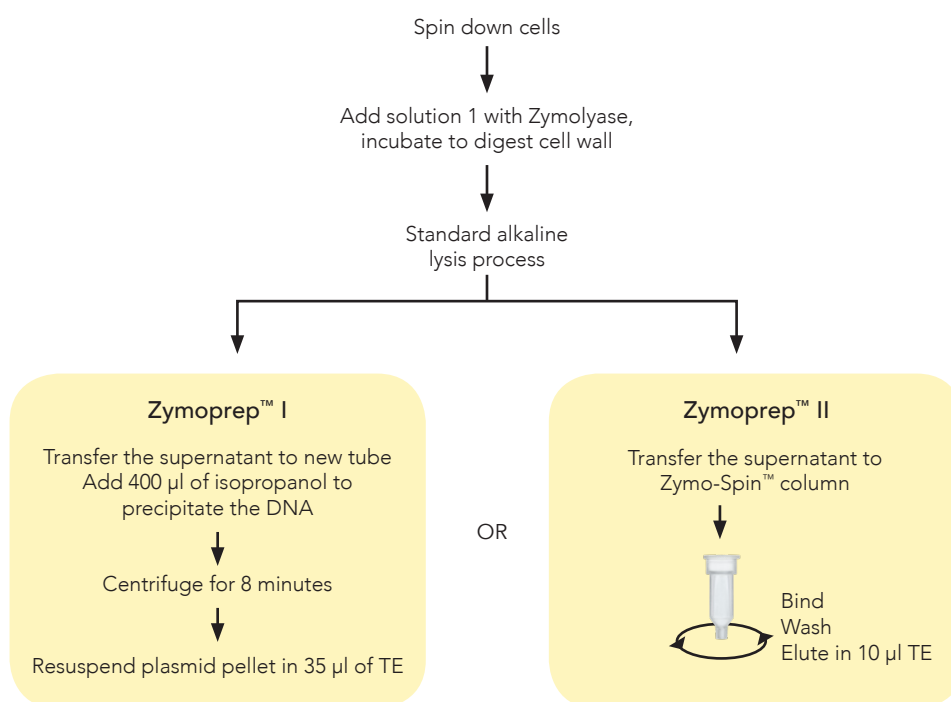 Spin down cells
Add solution 1 with Zymolyase,
incubate to digest cell wall
Standard alkaline
lysis process
Zymoprep™ I
Transfer the supernatant to new tube
Add 400 µl of isopropanol to
precipitate the DNA
Centrifuge for 8 minutes
Resuspend plasmid pellet in 35 µl of TE
OR
Zymoprep™ II
Transfer the supernatant to
Zymo-Spin™ column
Bind
Wash
Elute in 10 µl TE